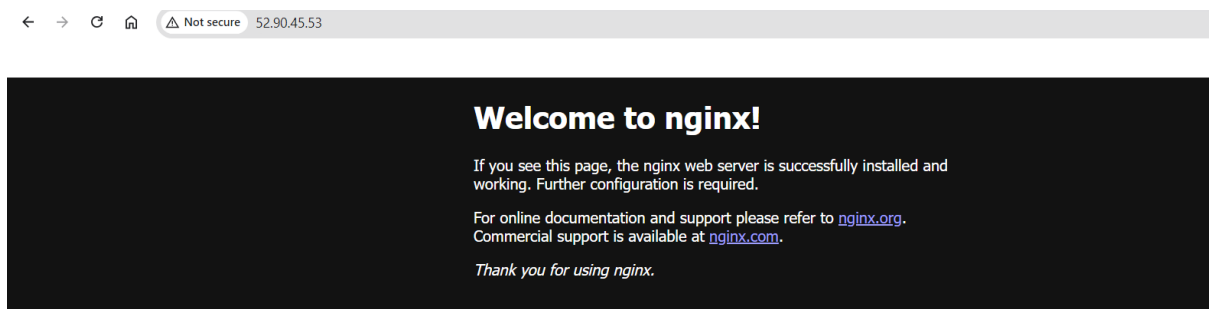 Not secure 52.90.45.53
Welcome to nginx!
If you see this page, the nginx web server is successfully installed and
working. Further configuration is required.
For online documentation and support please refer to nginx.org.
Commercial support is available at nginx.com.
Thank you for using nginx.